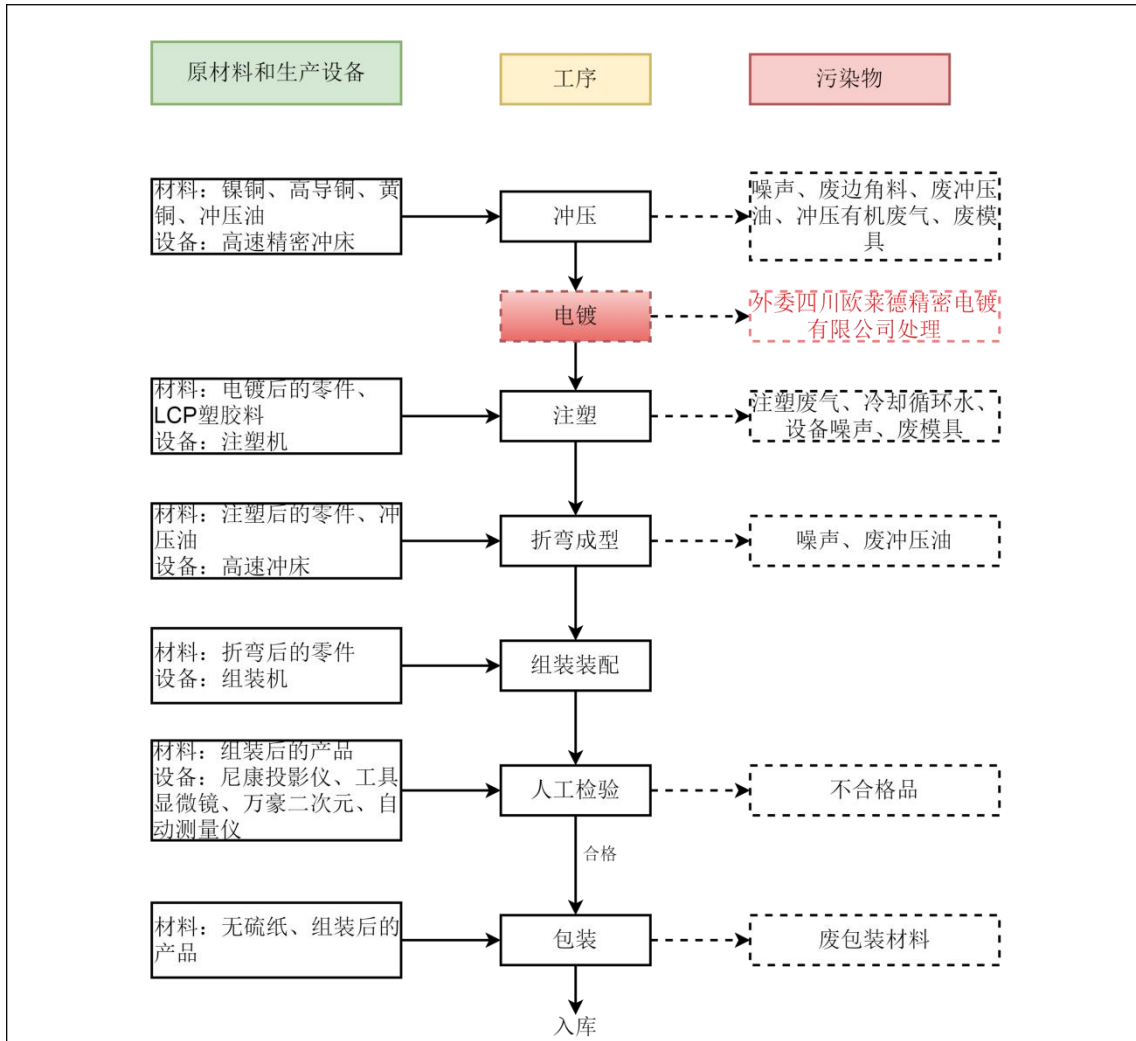 原材料和生产设备
工序
污染物
材料：镍铜、高导铜、黄
铜、冲压油
设备：高速精密冲床
冲压
噪声、废边角料、废冲压
油、冲压有机废气、废模
具
电镀
外委四川欧莱德精密电镀
有限公司处理
材料：电镀后的零件、
LCP塑胶料
设备：注塑机
注塑
注塑废气、冷却循环水、
设备噪声、废模具
材料：注塑后的零件、冲
压油
设备：高速冲床
折弯成型
噪声、废冲压油
材料：折弯后的零件
设备：组装机
组装装配
材料：组装后的产品
设备：尼康投影仪、工具
显微镜、万豪二次元、自
动测量仪
人工检验
不合格品
合格
材料：无硫纸、组装后的
产品
包装
废包装材料
入库